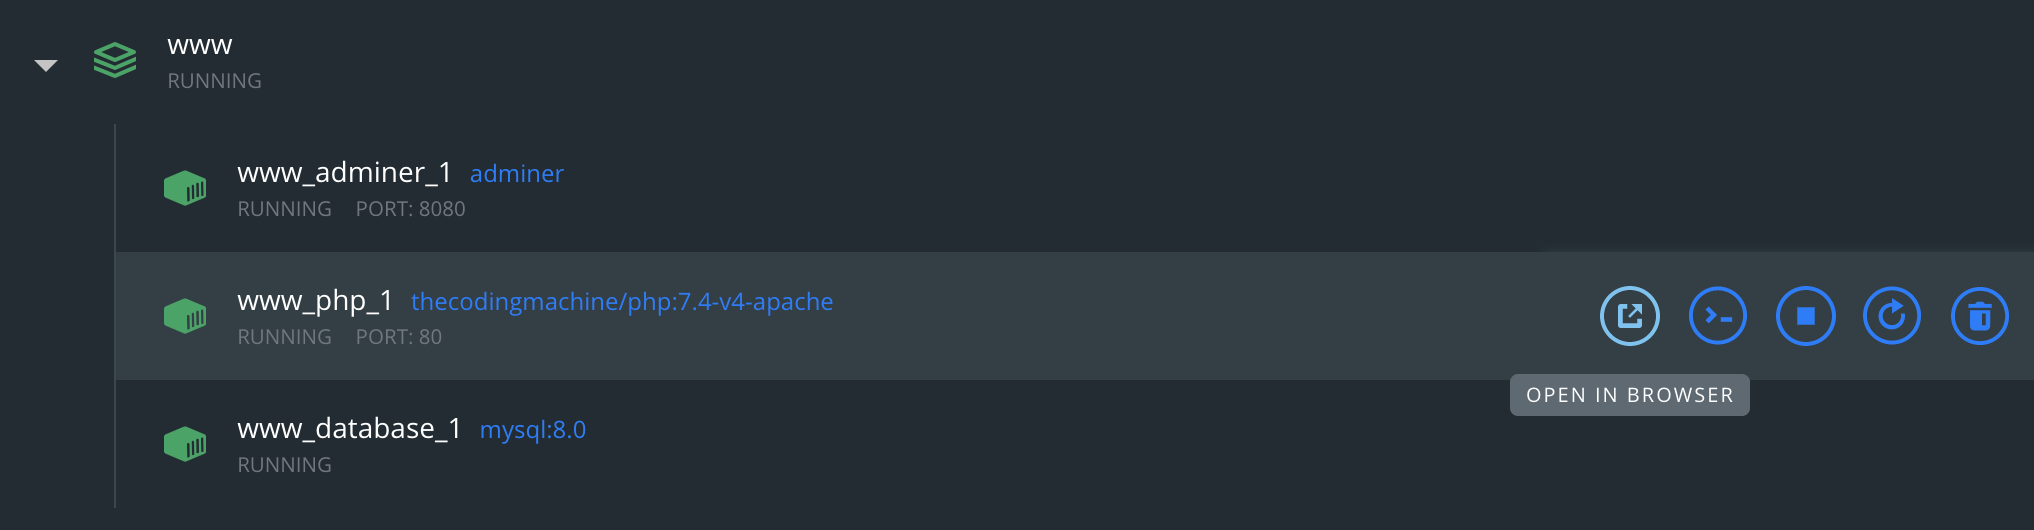 www
RUNNING
www_adminer_1 adminer
RUNNING PORT: 8080
www_php_1 thecodingmachine/php:7.4-v4-apache
RUNNING PORT: 80
OPEN IN BROWSER
www_database_1 mysql:8.0
RUNNING